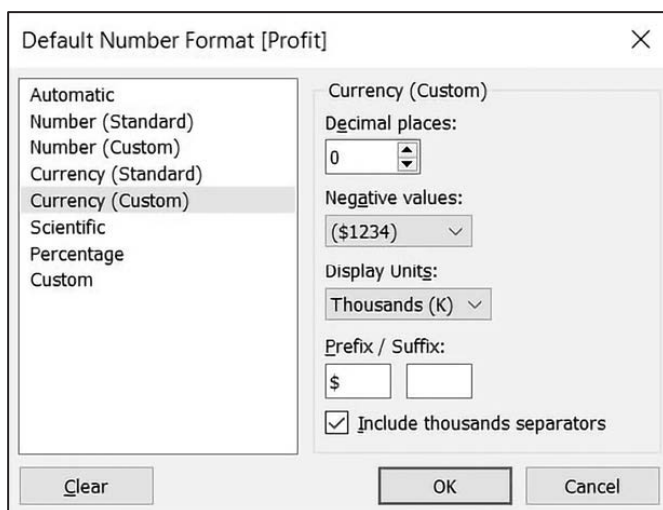 Default Number Format [Profit]
Automatic
Number (Standard)
Number (Custom)
Currency (Standard)
Currency (Custom)
Scientific
Percentage
Custom
Currency (Custom)
Decimal places:
0
Negative values:
($1234)
Display Units:
Thousands (K)
Prefix / Suffix:
$
Include thousands separators
Clear
OK
Cancel